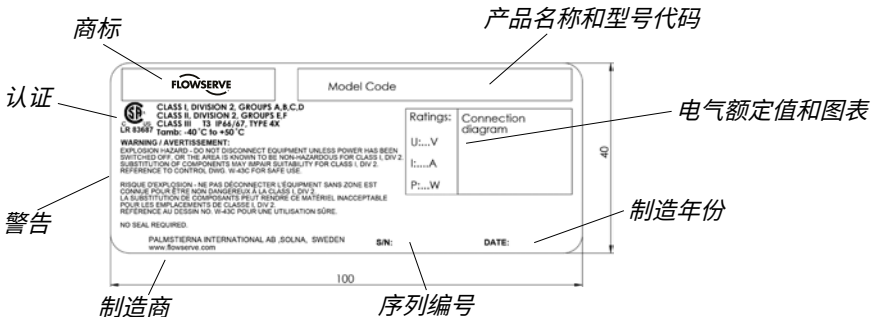 商标
产品名称和型号代码
FLOWSERVE
Model Code
认证
CLASS I, DIVISION 2, GROUPS A,B,C,D
CLASS II, DIVISION 2, GROUPS E,F
CLASS III T3 IP66/67, TYPE 4X
C US
LR 83687 Tamb: -40˚C to +50˚C
Ratings:
Connection diagram
U:...V
I:....A
P:...W
电气额定值和图表
40
WARNING / AVERTISSEMENT:
EXPLOSION HAZARD - DO NOT DISCONNECT EQUIPMENT UNLESS POWER HAS BEEN
SWITCHED OFF, OR THE AREA IS KNOWN TO BE NON-HAZARDOUS FOR CLASS I, DIV 2.
SUBSTITUTION OF COMPONENTS MAY IMPAIR SUITABILITY FOR CLASS I, DIV 2.
REFERENCE TO CONTROL DWG. W-43C FOR SAFE USE.
RISQUE D'EXPLOSION - NE PAS DÉCONNECTER L'ÉQUIPMENT SANS ZONE EST
CONNUE POUR ÊTRE NON DANGEREUX À LA CLASS I, DIV 2.
LA SUBSTITUTION DE COMPOSANTS PEUT RENDRE CE MATÉRIEL INACCEPTABLE
POUR LES EMPLACEMENTS DE CLASSE I, DIV 2.
RÉFÉRENCE AU DESSIN NO. W-43C POUR UNE UTILISATION SÛRE.
警告
NO SEAL REQUIRED.
制造年份
PALMSTIERNA INTERNATIONAL AB ,SOLNA, SWEDEN
www.flowserve.com
S/N:
DATE:
100
制造商
序列编号